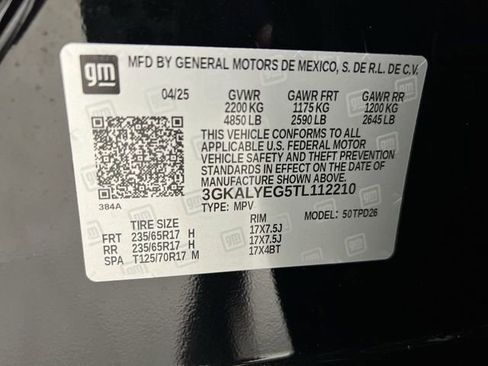 gm
MFD BY GENERAL MOTORS DE MEXICO, S. DE R.L. DE C.V.
04/25 GVWR GAWR FRT GAWR RR
2200 KG 1175 KG 1200 KG
4850 LB 2590 LB 2645 LB
THIS VEHICLE CONFORMS TO ALL
APPLICABLE U.S. FEDERAL MOTOR
VEHICLE SAFETY AND THEFT PREVENTION
STANDARDS IN EFFECT ON THE DATE OF
MANUFACTURE SHOWN ABOVE.
3GKALYEG5TL112210
384A
TYPE: MPV MODEL: 50TPD26
TIRE SIZE RIM
FRT 235/65R17 H 17X7.5J
RR 235/65R17 H 17X7.5J
SPA T125/70R17 M 17X4BT